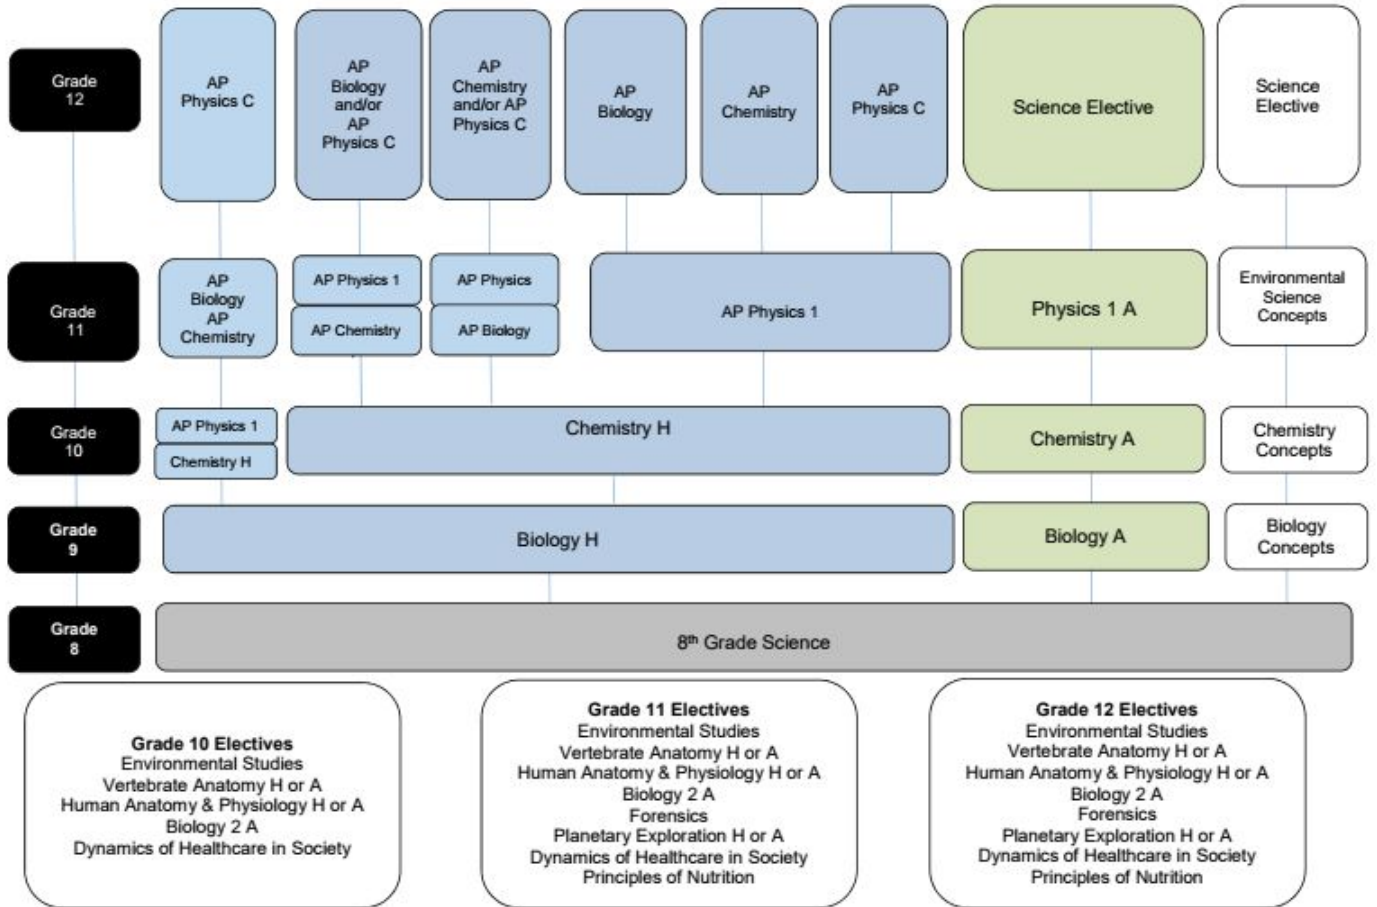 Grade
12
AP
Physics C
AP
Biology
and/or
AP
Physics C
AP
Chemistry
and/or AP
Physics C
AP
Biology
AP
Chemistry
AP
Physics C
Science Elective
Science
Elective
Grade
11
AP
Biology
AP
Chemistry
AP Physics 1
AP Chemistry
AP Physics
AP Biology
AP Physics 1
Physics 1 A
Environmental
Science
Concepts
Grade
10
AP Physics 1
Chemistry H
Chemistry H
Chemistry A
Chemistry
Concepts
Grade
9
Biology H
Biology A
Biology
Concepts
Grade
8
8th Grade Science
Grade 10 Electives
Environmental Studies
Vertebrate Anatomy H or A
Human Anatomy & Physiology H or A
Biology 2 A
Dynamics of Healthcare in Society
Grade 11 Electives
Environmental Studies
Vertebrate Anatomy H or A
Human Anatomy & Physiology H or A
Biology 2 A
Forensics
Planetary Exploration H or A
Dynamics of Healthcare in Society
Principles of Nutrition
Grade 12 Electives
Environmental Studies
Vertebrate Anatomy H or A
Human Anatomy & Physiology H or A
Biology 2 A
Forensics
Planetary Exploration H or A
Dynamics of Healthcare in Society
Principles of Nutrition